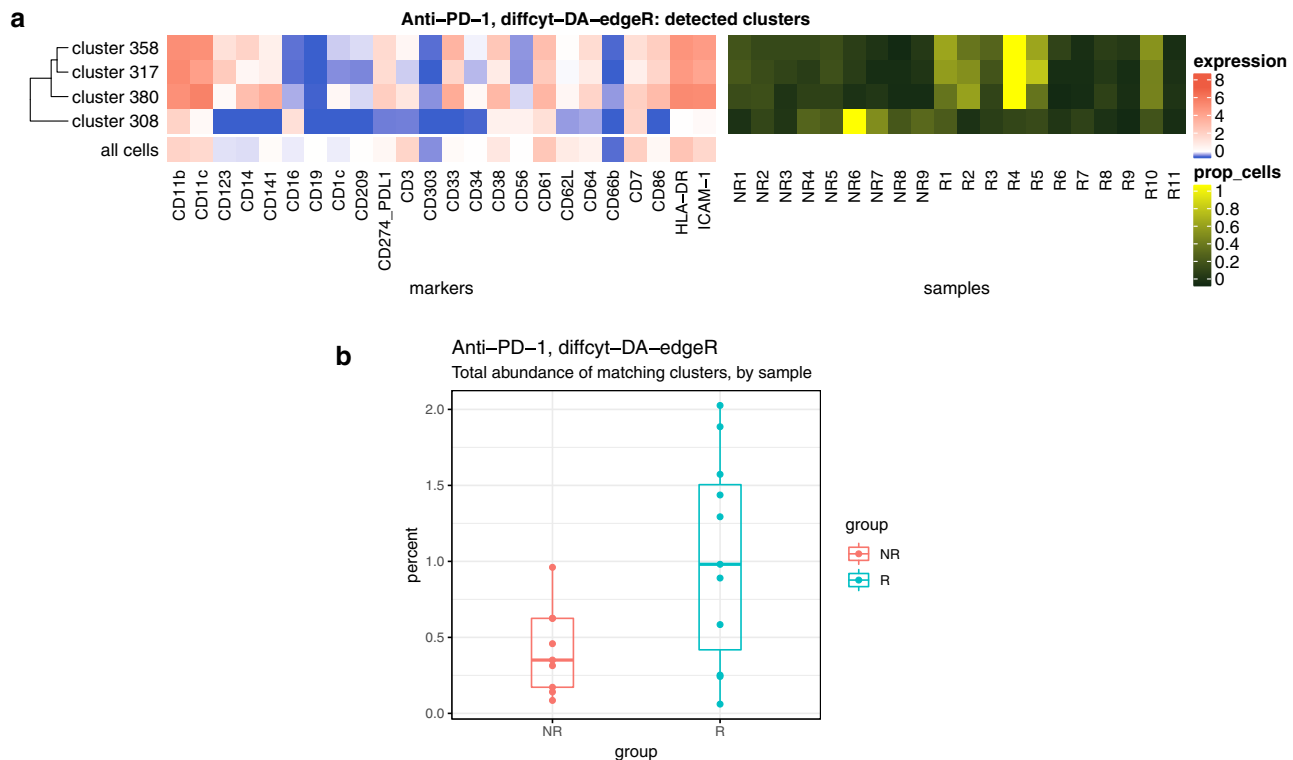 a
Anti–PD–1, diffcyt–DA–edgeR: detected clusters
cluster 358
cluster 317
cluster 380
cluster 308
all cells
CD11b
CD11c
CD123
CD14
CD141
CD16
CD19
CD1c
CD209
CD274_PDL1
CD3
CD303
CD33
CD34
CD38
CD56
CD61
CD62L
CD64
CD66b
CD7
CD86
HLA–DR
ICAM–1
markers
NR1
NR2
NR3
NR4
NR5
NR6
NR7
NR8
NR9
R1
R2
R3
R4
R5
R6
R7
R8
R9
R10
R11
samples
expression
8
6
4
2
0
prop_cells
1
0.8
0.6
0.4
0.2
0
b
Anti–PD–1, diffcyt–DA–edgeR
Total abundance of matching clusters, by sample
percent
2.0
1.5
1.0
0.5
0.0
NR
R
group
group
NR
R